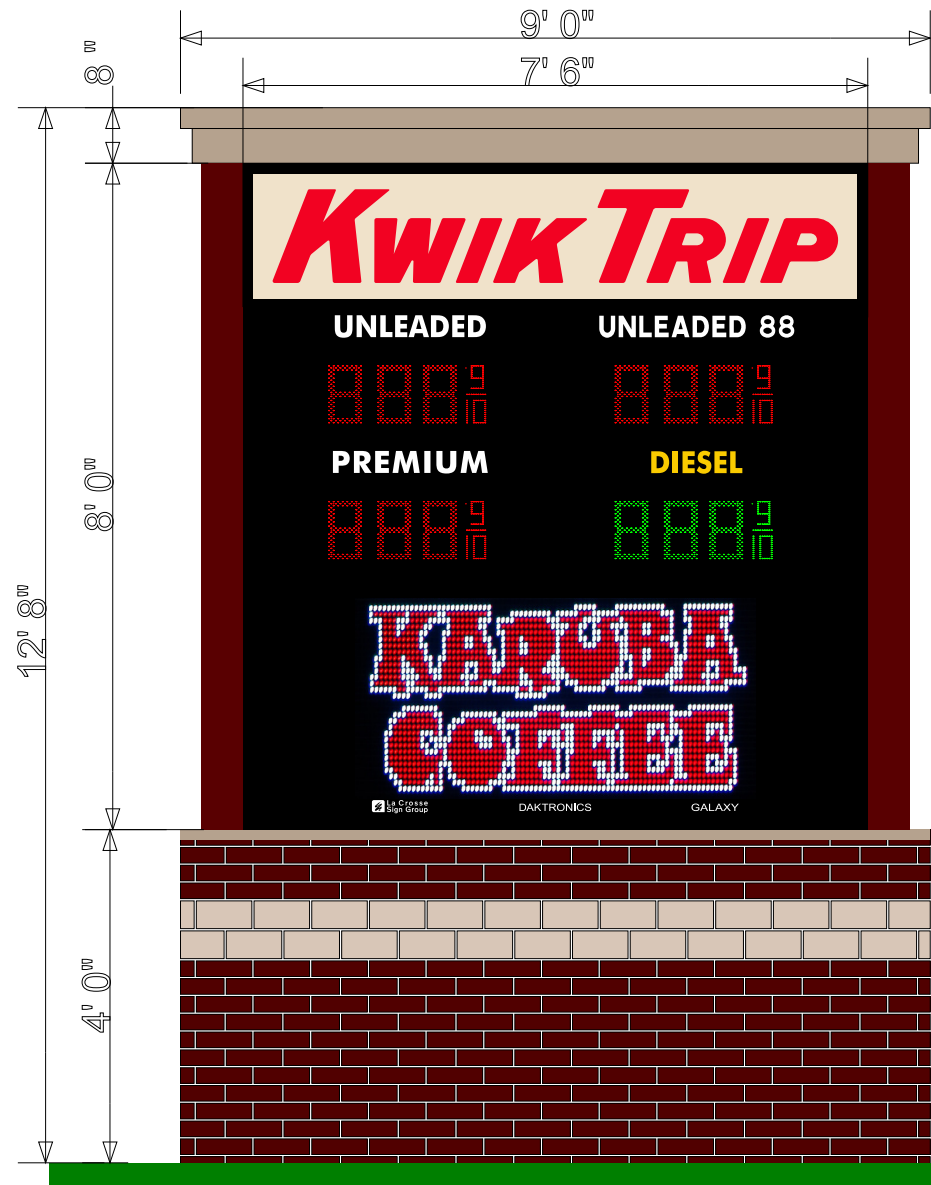 9' 0"
7' 6"
8"
KWIK TRIP
UNLEADED UNLEADED 88
888 9/10 888 9/10
PREMIUM DIESEL
888 9/10 888 9/10
8' 0"
12' 8"
KARUBA
COFFEE
La Crosse
Sign Group
DAKTRONICS GALAXY
4' 0"